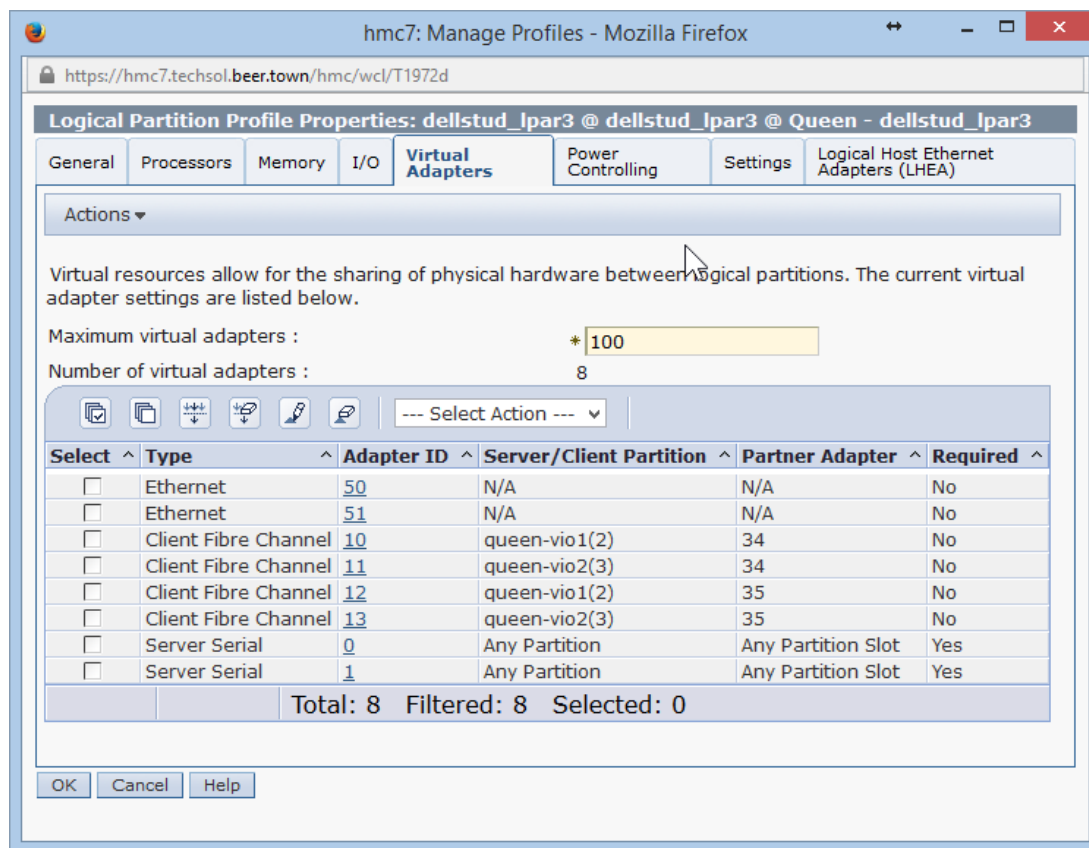 hmc7: Manage Profiles - Mozilla Firefox
https://hmc7.techsol.beer.town/hmc/wcl/T1972d
Logical Partition Profile Properties: dellstud_lpar3 @ dellstud_lpar3 @ Queen - dellstud_lpar3
General Processors Memory I/O Virtual Adapters Power Controlling Settings Logical Host Ethernet Adapters (LHEA)
Actions
Virtual resources allow for the sharing of physical hardware between logical partitions. The current virtual
adapter settings are listed below.
Maximum virtual adapters : * 100
Number of virtual adapters : 8
--- Select Action ---
Select ^ Type ^ Adapter ID ^ Server/Client Partition ^ Partner Adapter ^ Required ^
Ethernet 50 N/A N/A No
Ethernet 51 N/A N/A No
Client Fibre Channel 10 queen-vio1(2) 34 No
Client Fibre Channel 11 queen-vio2(3) 34 No
Client Fibre Channel 12 queen-vio1(2) 35 No
Client Fibre Channel 13 queen-vio2(3) 35 No
Server Serial 0 Any Partition Any Partition Slot Yes
Server Serial 1 Any Partition Any Partition Slot Yes
Total: 8 Filtered: 8 Selected: 0
OK Cancel Help